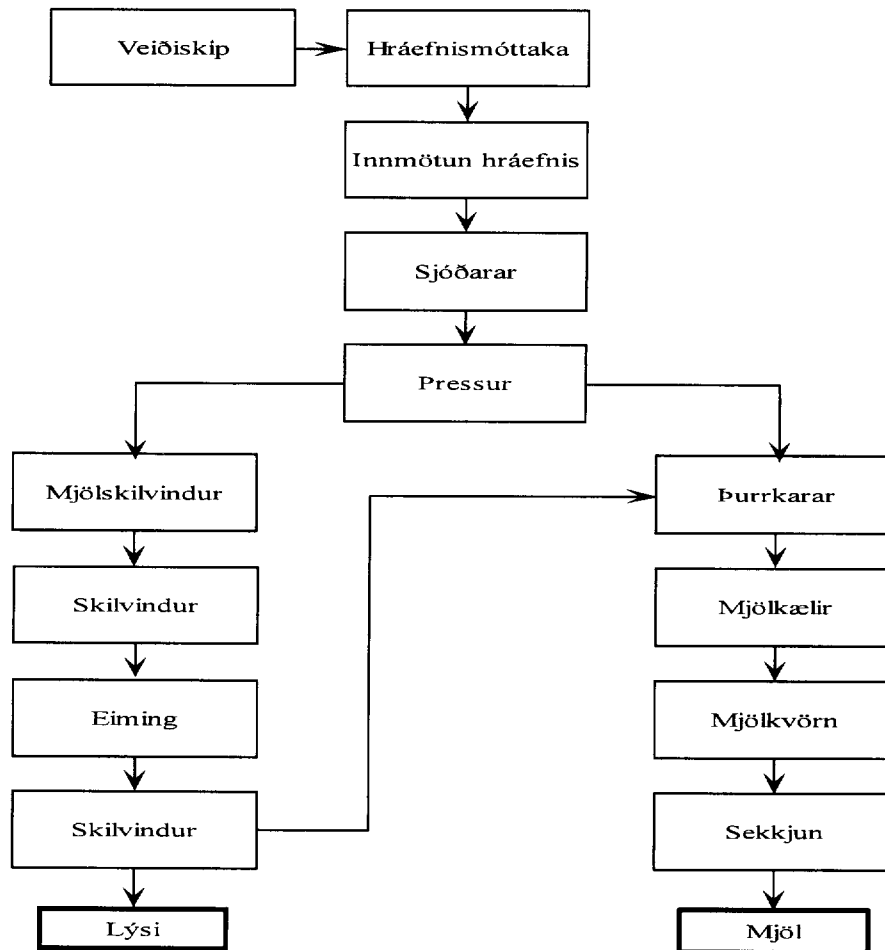 Veiðiskip
Hráefnismóttaka
Innmötun hráefnis
Sjóðarar
Pressur
Mjölskilvindur
Þurrkarar
Skilvindur
Mjölkælir
Eiming
Mjölkvörn
Skilvindur
Sekkjun
Lýsi
Mjöl